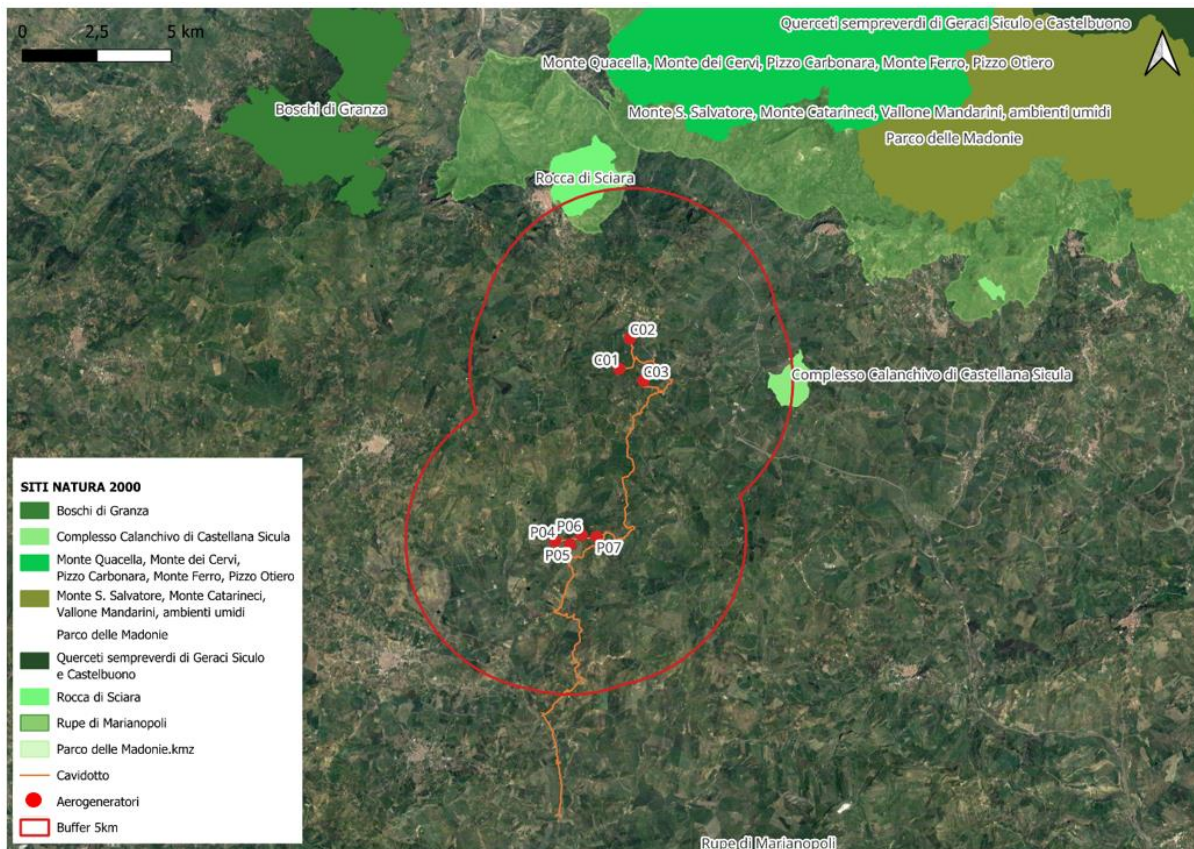 0 2,5 5 km
Querceti sempreverdi di Geraci Siculo e Castelbuono
Monte Quacella, Monte dei Cervi, Pizzo Carbonara, Monte Ferro, Pizzo Otiero
Boschi di Granza
Monte S. Salvatore, Monte Catarineci, Vallone Mandarini, ambienti umidi
Parco delle Madonie
Rocca di Sciara
C02
C01
C03
Complesso Calanchivo di Castellana Sicula
P04
P06
P05
P07
SITI NATURA 2000
Boschi di Granza
Complesso Calanchivo di Castellana Sicula
Monte Quacella, Monte dei Cervi,
Pizzo Carbonara, Monte Ferro, Pizzo Otiero
Monte S. Salvatore, Monte Catarineci,
Vallone Mandarini, ambienti umidi
Parco delle Madonie
Querceti sempreverdi di Geraci Siculo
e Castelbuono
Rocca di Sciara
Rupe di Marianopoli
Parco delle Madonie.kmz
Cavidotto
Aerogeneratori
Buffer 5km
Rupe di Marianopoli